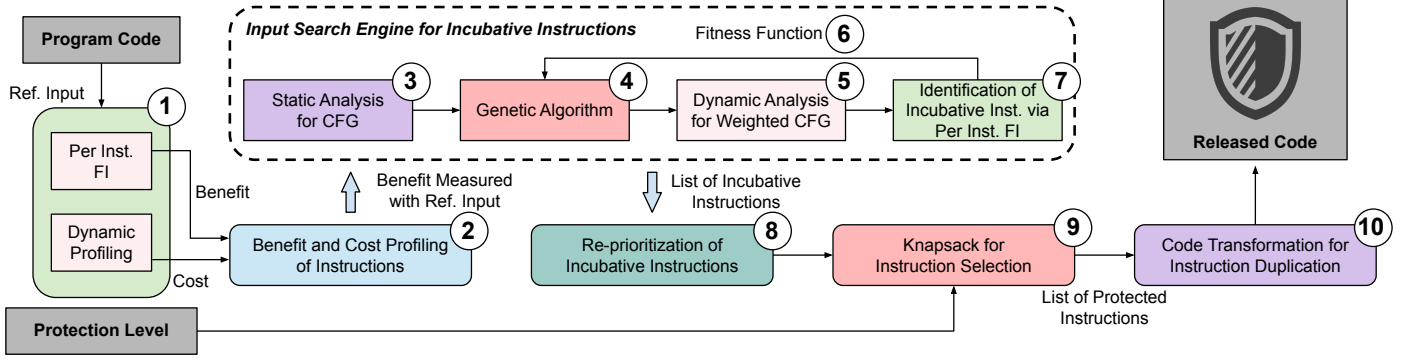 Program Code
Ref. Input
1
Per Inst.
FI
Benefit
Dynamic
Profiling
Cost
Protection Level
Input Search Engine for Incubative Instructions
Fitness Function 6
3
Static Analysis
for CFG
4
Genetic Algorithm
5
Dynamic Analysis
for Weighted CFG
7
Identification of
Incubative Inst. via
Per Inst. FI
Benefit Measured
with Ref. Input
List of Incubative
Instructions
2
Benefit and Cost Profiling
of Instructions
8
Re-prioritization of
Incubative Instructions
9
Knapsack for
Instruction Selection
List of Protected
Instructions
10
Code Transformation for
Instruction Duplication
Released Code